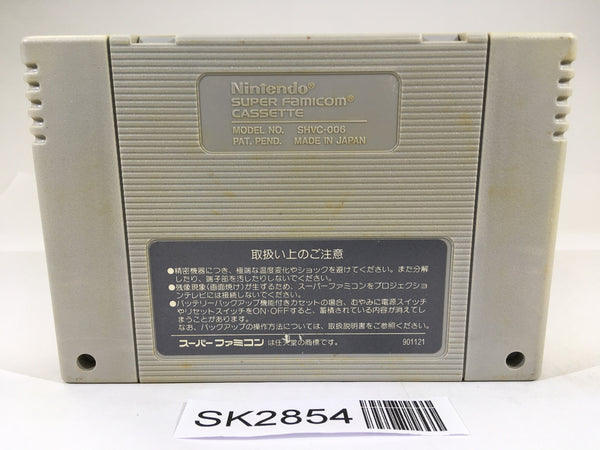 Nintendo®
SUPER FAMICOM®
CASSETTE
MODEL NO. SHVC-006
PAT. PEND. MADE IN JAPAN
取扱い上のご注意
●精密機器につき、極端な温度変化やショックを避けてください。また分解
したり、端子部を汚したりしないでください。
●残像現象(画面焼け)が生ずるため、スーパーファミコンをプロジェクショ
ンテレビには接続しないでください。
●バッテリーバックアップ機能付きカセットの場合、むやみに電源スイッチ
やリセットスイッチをON・OFFすると、蓄積されている内容が消えてし
まうことがあります。
なお、バックアップの操作方法については、取扱説明書をご参照ください。
スーパーファミコン は任天堂の商標です。 901121
SK2854